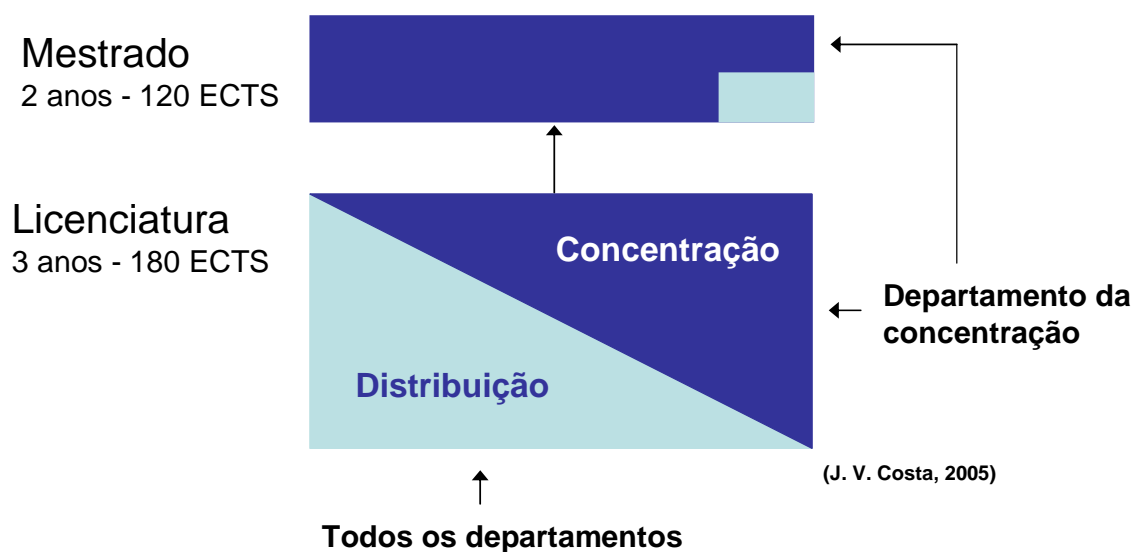 Mestrado
2 anos - 120 ECTS
Licenciatura
3 anos - 180 ECTS
Concentração
Distribuição
Departamento da
concentração
(J. V. Costa, 2005)
Todos os departamentos